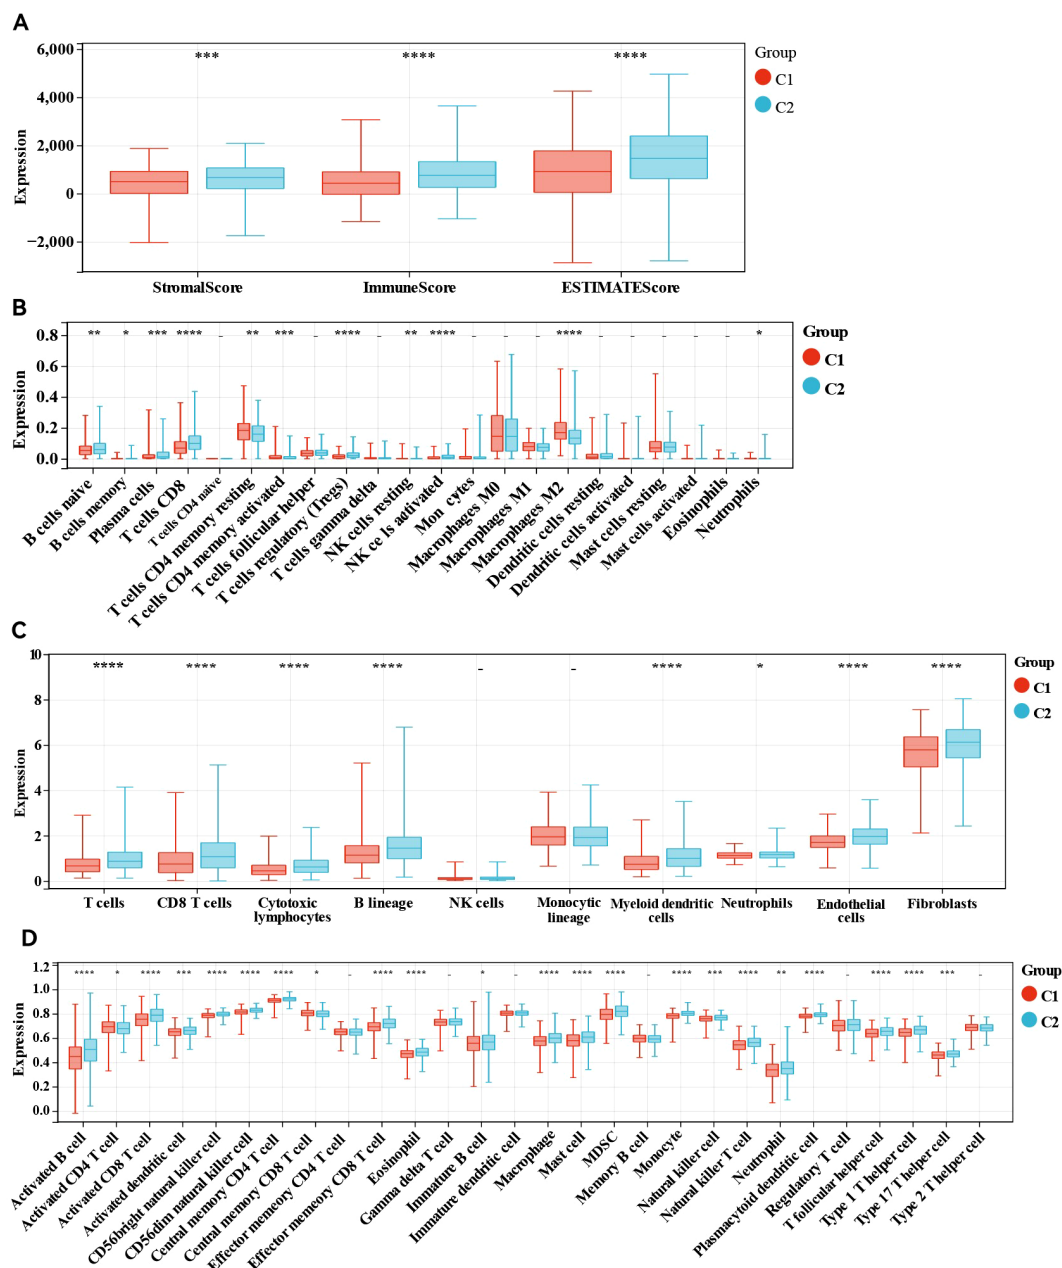 A
6,000
4,000
2,000
0
−2,000
Expression
*** **** ****
StromalScore ImmuneScore ESTIMATEScore
Group
C1
C2
B
0.8
0.6
0.4
0.2
0.0
Expression
** * *** **** - ** *** - **** - ** **** - - - **** - - - - - *
B cells naive
B cells memory
Plasma cells
T cells CD8
T cells CD4 naive
T cells CD4 memory resting
T cells CD4 memory activated
T cells follicular helper
T cells regulatory (Tregs)
T cells gamma delta
NK cells resting
NK ce ls activated
Mon cytes
Macrophages M0
Macrophages M1
Macrophages M2
Dendritic cells resting
Dendritic cells activated
Mast cells resting
Mast cells activated
Eosinophils
Neutrophils
Group
C1
C2
C
10
8
6
4
2
0
Expression
**** **** **** **** - - **** * **** ****
T cells CD8 T cells Cytotoxic lymphocytes B lineage NK cells Monocytic lineage Myeloid dendritic cells Neutrophils Endothelial cells Fibroblasts
Group
C1
C2
D
1.2
1.0
0.8
0.6
0.4
0.2
0.0
Expression
**** * **** *** **** **** **** * - **** **** - * - **** **** **** - **** *** **** ** **** - **** **** *** -
Activated B cell
Activated CD4 T cell
Activated CD8 T cell
Activated dendritic cell
CD56bright natural killer cell
CD56dim natural killer cell
Central memory CD4 T cell
Central memory CD8 T cell
Effector memory CD4 T cell
Effector memory CD8 T cell
Eosinophil
Gamma delta T cell
Immature B cell
Immature dendritic cell
Macrophage
Mast cell
MDSC
Memory B cell
Monocyte
Natural killer cell
Natural killer T cell
Neutrophil
Plasmacytoid dendritic cell
Regulatory T cell
T follicular helper cell
Type 1 T helper cell
Type 17 T helper cell
Type 2 T helper cell
Group
C1
C2